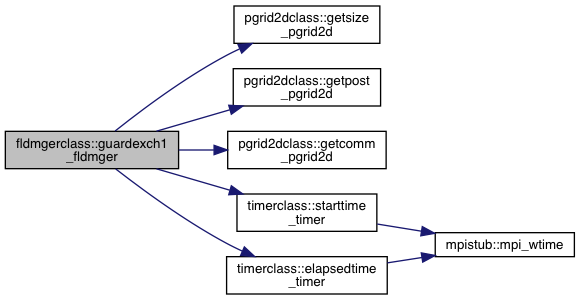 pgrid2dclass::getsize
_pgrid2d
pgrid2dclass::getpost
_pgrid2d
fldmgerclass::guardexch1
_fldmger
pgrid2dclass::getcomm
_pgrid2d
timerclass::starttime
_timer
mpistub::mpi_wtime
timerclass::elapsedtime
_timer